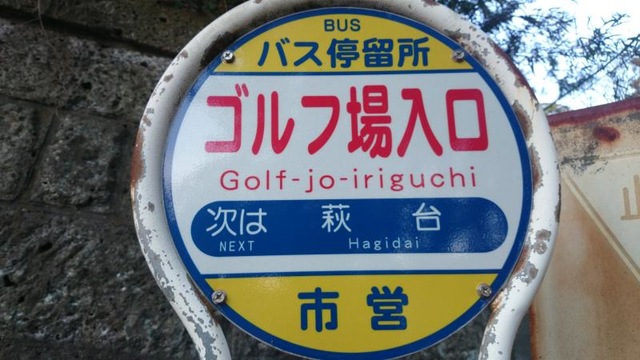 BUS
バス停留所
ゴルフ場入口
Golf-jo-iriguchi
次は 萩台
NEXT Hagidai
市営